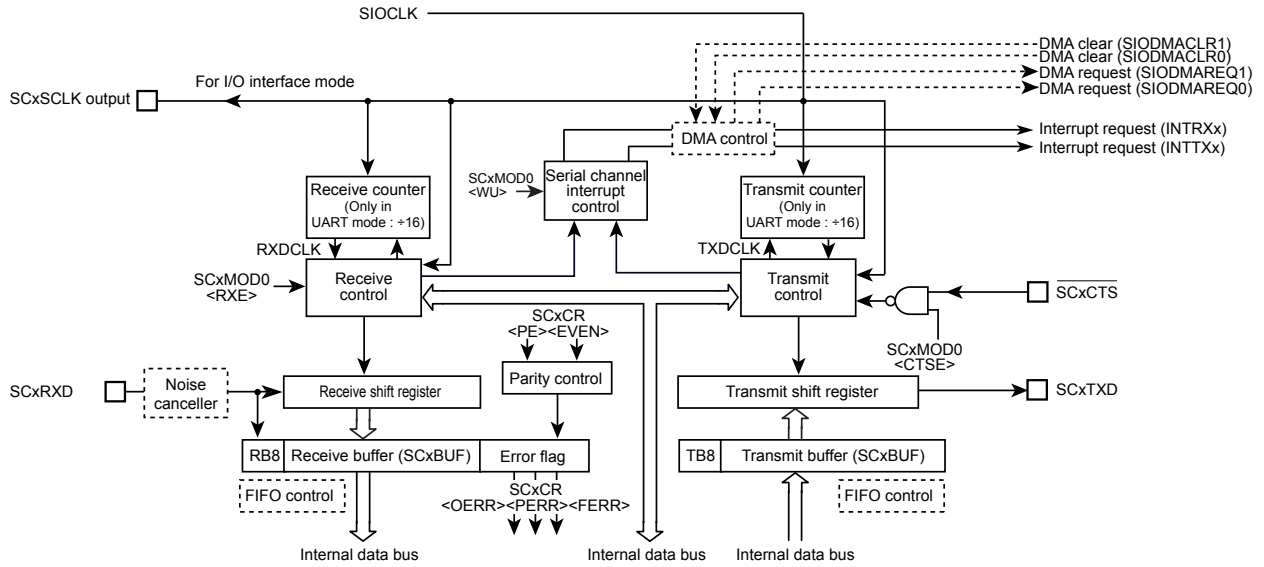 SIOCLK
DMA clear (SIODMACLR1)
DMA clear (SIODMACLR0)
DMA request (SIODMAREQ1)
DMA request (SIODMAREQ0)
For I/O interface mode
SCxSCLK output
DMA control
Interrupt request (INTRXx)
Interrupt request (INTTXx)
Receive counter
(Only in
UART mode : ÷16)
SCxMOD0
<WU>
Serial channel
interrupt
control
Transmit counter
(Only in
UART mode : ÷16)
RXDCLK
TXDCLK
SCxMOD0
<RXE>
Receive
control
Transmit
control
SCxCTS
SCxCR
<PE><EVEN>
SCxMOD0
<CTSE>
SCxRXD
Noise
canceller
Receive shift register
Parity control
Transmit shift register
SCxTXD
RB8
Receive buffer (SCxBUF)
Error flag
TB8
Transmit buffer (SCxBUF)
FIFO control
SCxCR
<OERR><PERR><FERR>
FIFO control
Internal data bus
Internal data bus
Internal data bus